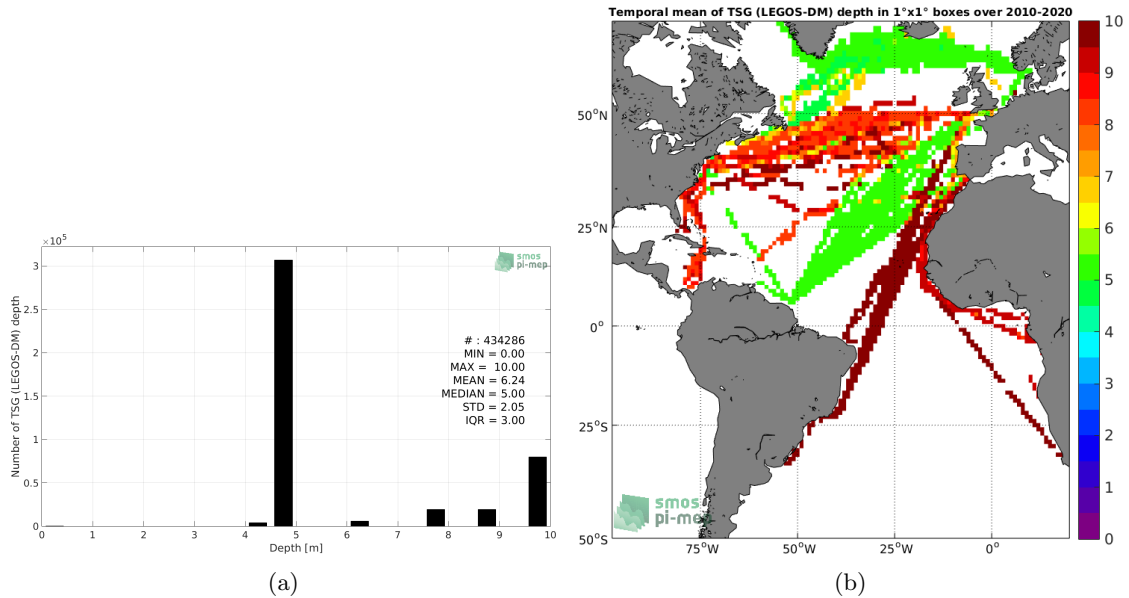 ×10⁵
3
2.5
2
1.5
1
0.5
0
Number of TSG (LEGOS-DM) depth
0 1 2 3 4 5 6 7 8 9 10
Depth [m]
smos
pi-mep
# : 434286
MIN = 0.00
MAX = 10.00
MEAN = 6.24
MEDIAN = 5.00
STD = 2.05
IQR = 3.00
(a)
Temporal mean of TSG (LEGOS-DM) depth in 1°x1° boxes over 2010-2020
50°N
25°N
0°
25°S
50°S
75°W 50°W 25°W 0°
smos
pi-mep
10
9
8
7
6
5
4
3
2
1
0
(b)